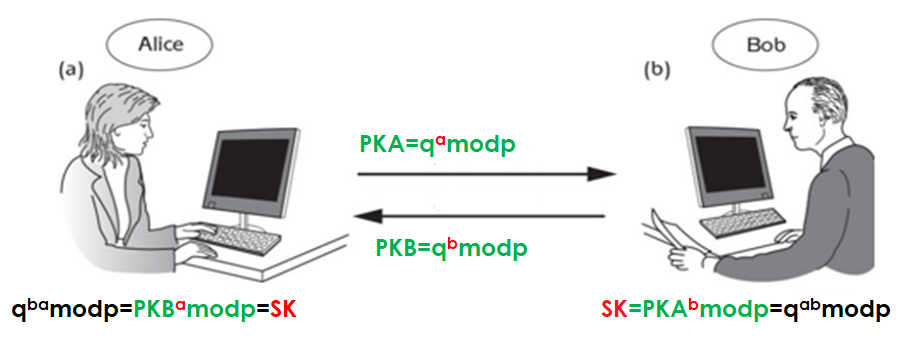 Alice
Bob
(a)
(b)
PKA=qᵃmodp
PKB=qᵇmodp
qᵇᵃmodp=PKBᵃmodp=SK
SK=PKAᵇmodp=qᵃᵇmodp